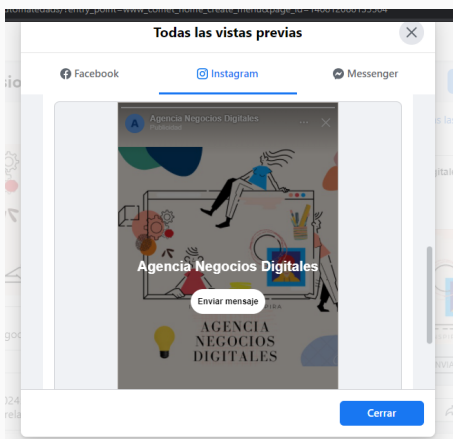 Todas las vistas previas
Facebook
Instagram
Messenger
A
Agencia Negocios Digitales
Publicidad
Agencia Negocios Digitales
Enviar mensaje
AGENCIA
NEGOCIOS
DIGITALES
Cerrar